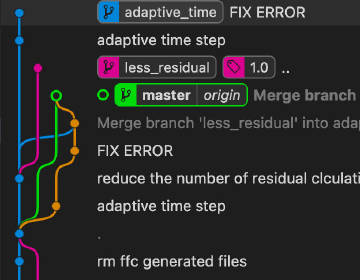 adaptive_time FIX ERROR
adaptive time step
less_residual 1.0 ..
master origin Merge branch
Merge branch 'less_residual' into
FIX ERROR
reduce the number of residual clculati
adaptive time step
.
rm ffc generated files